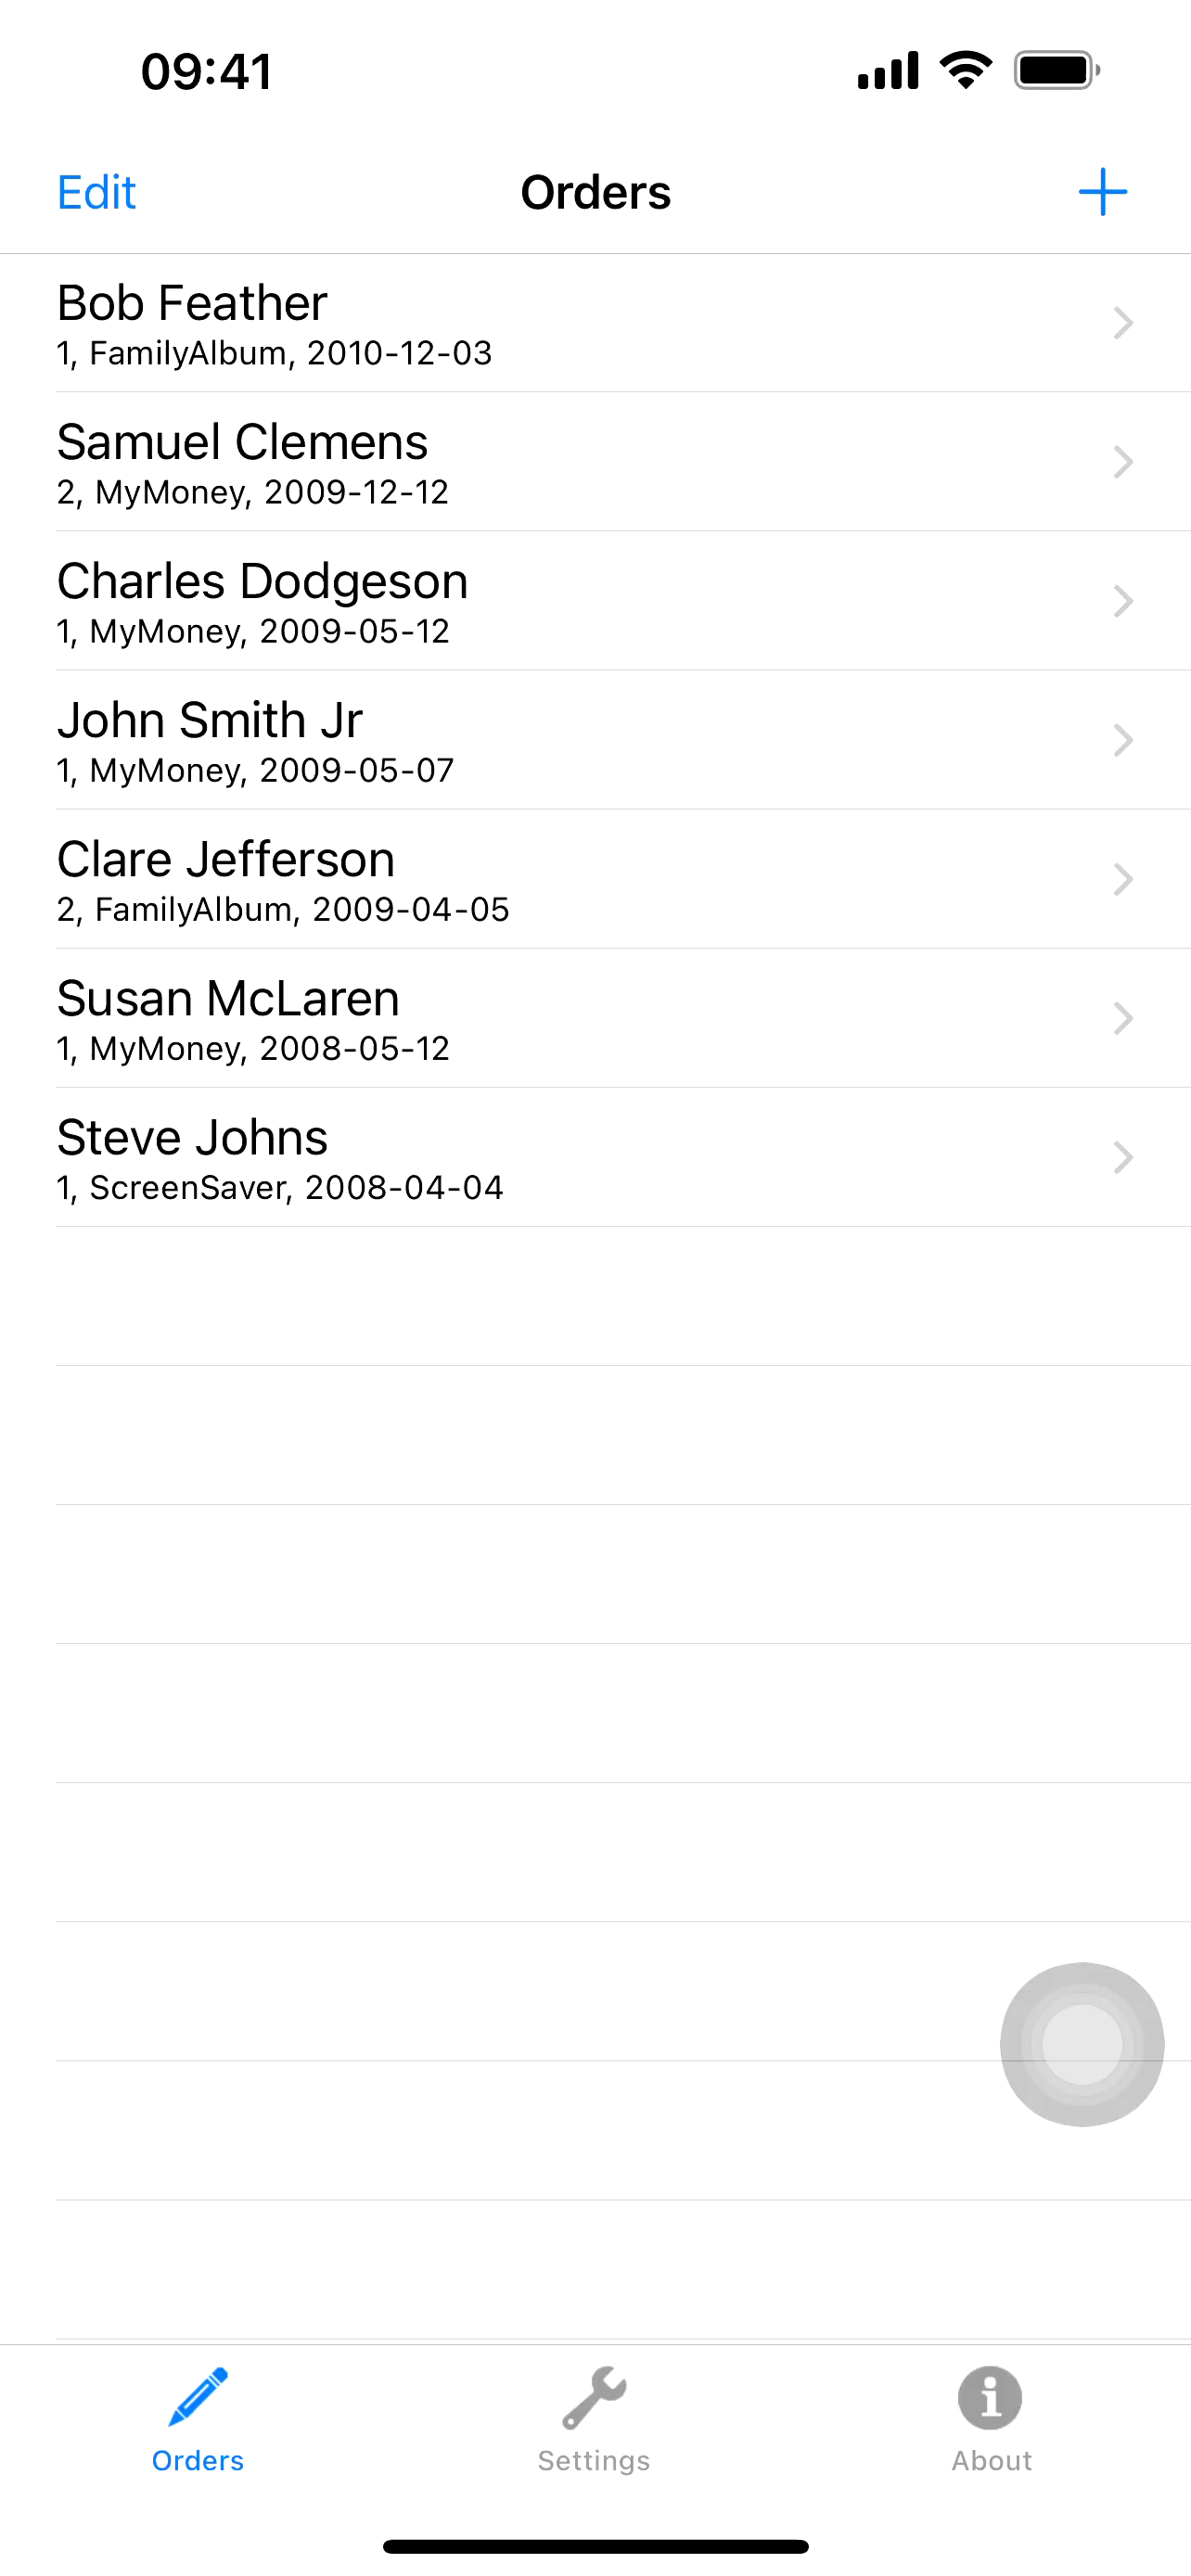 09:41
Edit
Orders
Bob Feather
1, FamilyAlbum, 2010-12-03
Samuel Clemens
2, MyMoney, 2009-12-12
Charles Dodgeson
1, MyMoney, 2009-05-12
John Smith Jr
1, MyMoney, 2009-05-07
Clare Jefferson
2, FamilyAlbum, 2009-04-05
Susan McLaren
1, MyMoney, 2008-05-12
Steve Johns
1, ScreenSaver, 2008-04-04
Orders
Settings
About